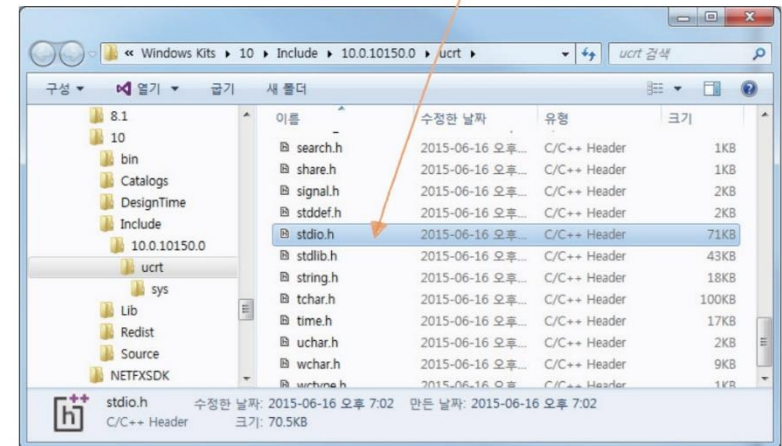 « Windows Kits ▸ 10 ▸ Include ▸ 10.0.10150.0 ▸ ucrt ▸
ucrt 검색
구성 ▼ 열기 ▼ 굽기 새 폴더
8.1
10
bin
Catalogs
DesignTime
Include
10.0.10150.0
ucrt
sys
Lib
Redist
Source
NETFXSDK
이름 수정한 날짜 유형 크기
search.h 2015-06-16 오후... C/C++ Header 1KB
share.h 2015-06-16 오후... C/C++ Header 1KB
signal.h 2015-06-16 오후... C/C++ Header 2KB
stddef.h 2015-06-16 오후... C/C++ Header 2KB
stdio.h 2015-06-16 오후... C/C++ Header 71KB
stdlib.h 2015-06-16 오후... C/C++ Header 43KB
string.h 2015-06-16 오후... C/C++ Header 18KB
tchar.h 2015-06-16 오후... C/C++ Header 100KB
time.h 2015-06-16 오후... C/C++ Header 17KB
uchar.h 2015-06-16 오후... C/C++ Header 2KB
wchar.h 2015-06-16 오후... C/C++ Header 9KB
wctype.h 2015-06-16 오후... C/C++ Header 1KB
stdio.h 수정한 날짜: 2015-06-16 오후 7:02 만든 날짜: 2015-06-16 오후 7:02
C/C++ Header 크기: 70.5KB